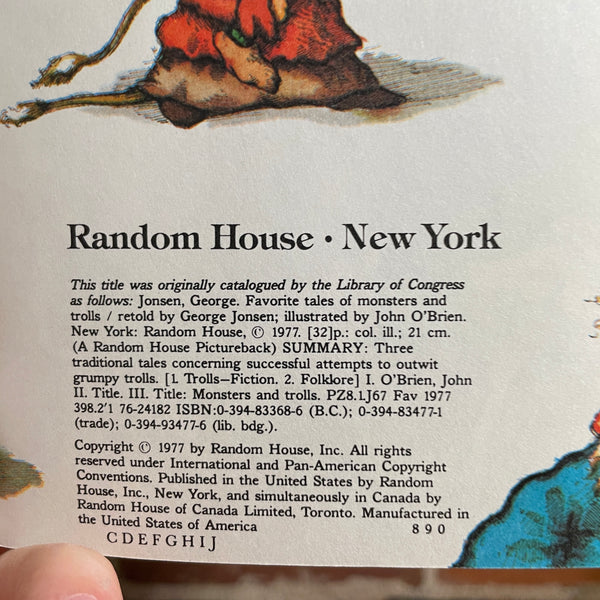 Random House • New York
This title was originally catalogued by the Library of Congress
as follows: Jonsen, George. Favorite tales of monsters and
trolls / retold by George Jonsen; illustrated by John O'Brien.
New York: Random House, © 1977. [32]p.: col. ill.; 21 cm.
(A Random House Pictureback) SUMMARY: Three
traditional tales concerning successful attempts to outwit
grumpy trolls. [1. Trolls—Fiction. 2. Folklore] I. O'Brien, John
II. Title. III. Title: Monsters and trolls. PZ8.1.J67 Fav 1977
398.2'1 76-24182 ISBN:0-394-83368-6 (B.C.); 0-394-83477-1
(trade); 0-394-93477-6 (lib. bdg.).
Copyright © 1977 by Random House, Inc. All rights
reserved under International and Pan-American Copyright
Conventions. Published in the United States by Random
House, Inc., New York, and simultaneously in Canada by
Random House of Canada Limited, Toronto. Manufactured in
the United States of America 8 9 0
C D E F G H I J